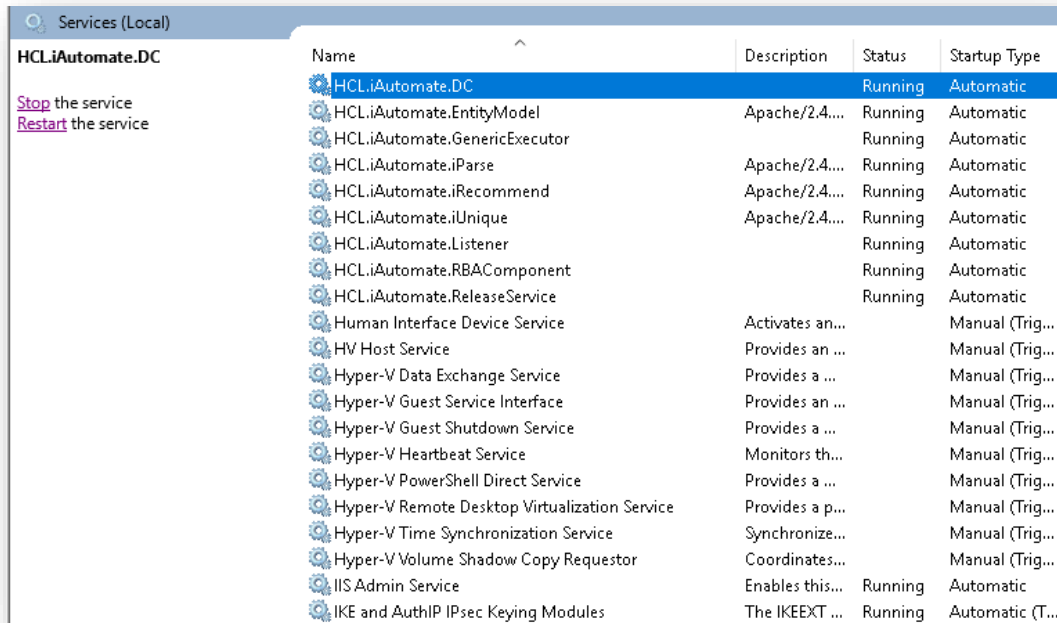 Services (Local)
HCL.iAutomate.DC
Stop the service
Restart the service
Name Description Status Startup Type
HCL.iAutomate.DC Running Automatic
HCL.iAutomate.EntityModel Apache/2.4.... Running Automatic
HCL.iAutomate.GenericExecutor Running Automatic
HCL.iAutomate.iParse Apache/2.4.... Running Automatic
HCL.iAutomate.iRecommend Apache/2.4.... Running Automatic
HCL.iAutomate.iUnique Apache/2.4.... Running Automatic
HCL.iAutomate.Listener Running Automatic
HCL.iAutomate.RBAComponent Running Automatic
HCL.iAutomate.ReleaseService Running Automatic
Human Interface Device Service Activates an... Manual (Trig...
HV Host Service Provides an ... Manual (Trig...
Hyper-V Data Exchange Service Provides a ... Manual (Trig...
Hyper-V Guest Service Interface Provides an ... Manual (Trig...
Hyper-V Guest Shutdown Service Provides a ... Manual (Trig...
Hyper-V Heartbeat Service Monitors th... Manual (Trig...
Hyper-V PowerShell Direct Service Provides a ... Manual (Trig...
Hyper-V Remote Desktop Virtualization Service Provides a p... Manual (Trig...
Hyper-V Time Synchronization Service Synchronize... Manual (Trig...
Hyper-V Volume Shadow Copy Requestor Coordinates... Manual (Trig...
IIS Admin Service Enables this... Running Automatic
IKE and AuthIP IPsec Keying Modules The IKEEXT ... Running Automatic (T...